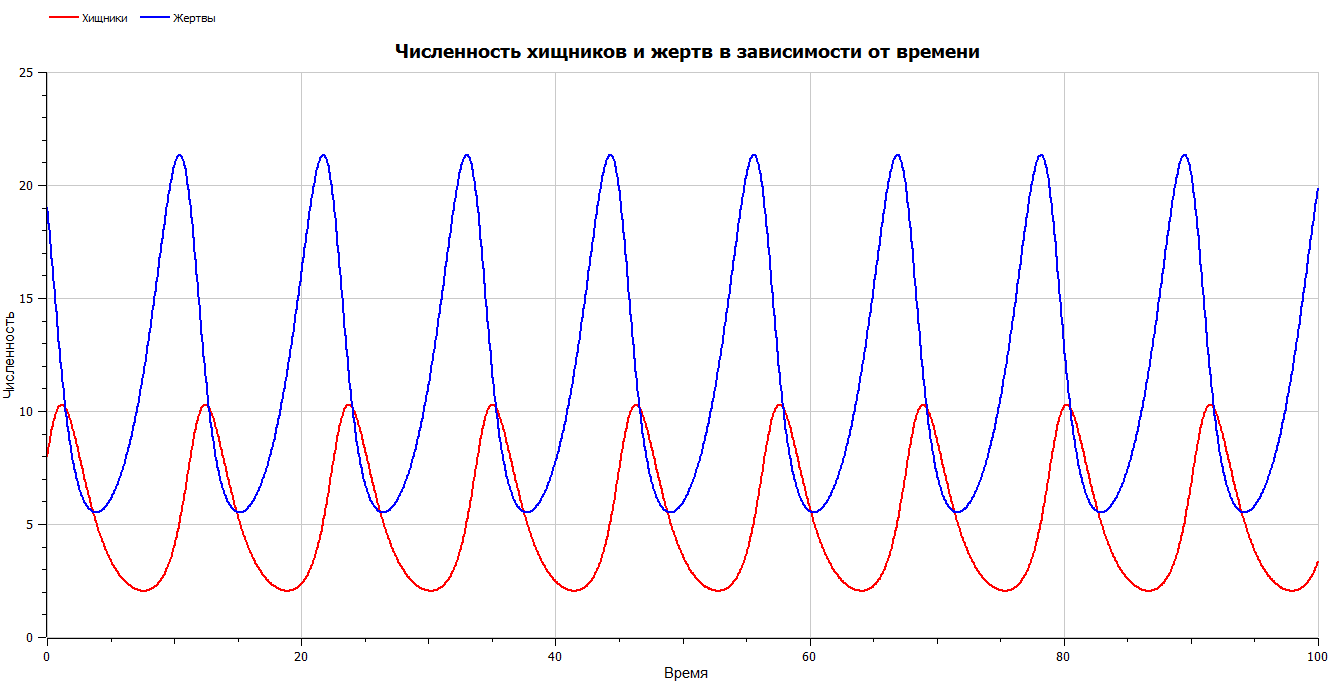 Хищники Жертвы
Численность хищников и жертв в зависимости от времени
25
20
15
10
5
0
Численность
0 20 40 60 80 100
Время